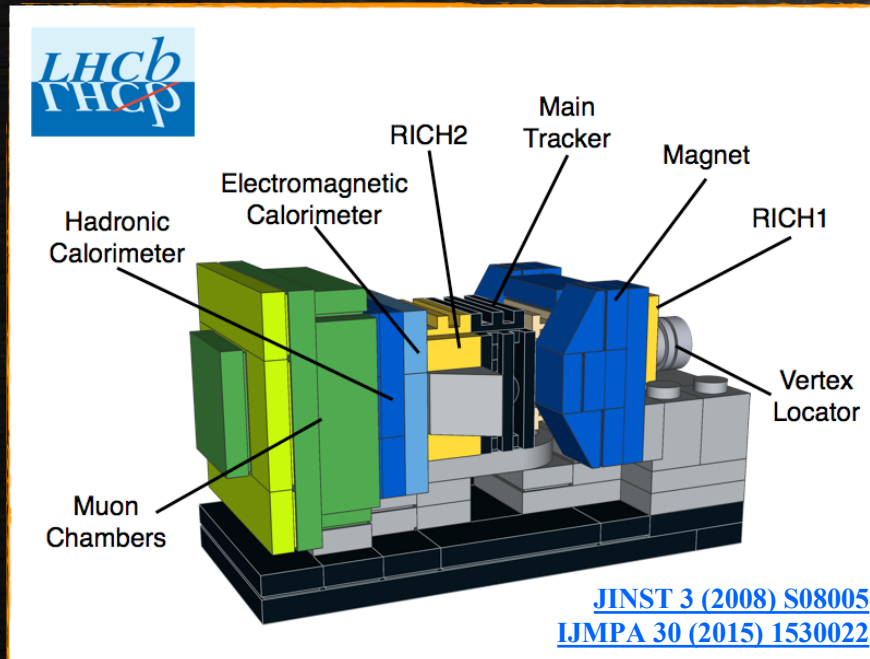 LHCb
LHCp
RICH2
Main
Tracker
Magnet
RICH1
Electromagnetic
Calorimeter
Hadronic
Calorimeter
Vertex
Locator
Muon
Chambers
JINST 3 (2008) S08005
IJMPA 30 (2015) 1530022